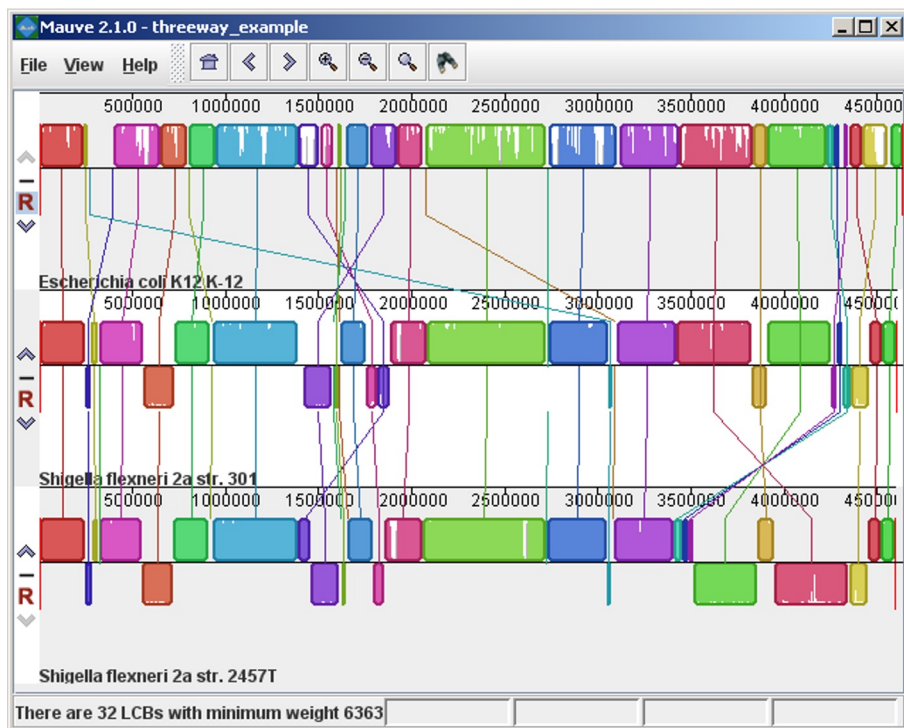 Mauve 2.1.0 - threeway_example
File View Help
500000 1000000 1500000 2000000 2500000 3000000 3500000 4000000 4500000
R
Escherichia coli K12 K-12
500000 1000000 1500000 2000000 2500000 3000000 3500000 4000000 450000
R
Shigella flexneri 2a str. 301
500000 1000000 1500000 2000000 2500000 3000000 3500000 4000000 450000
R
Shigella flexneri 2a str. 2457T
There are 32 LCBs with minimum weight 6363